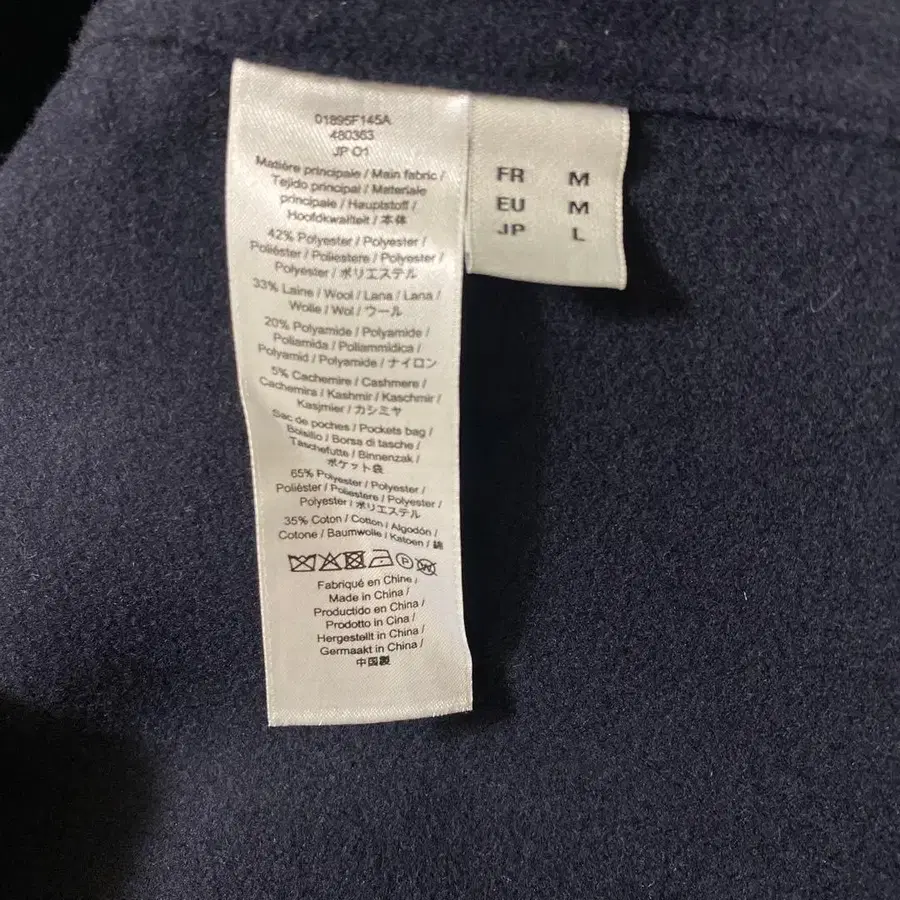 01895F145A
480363
JP O1
Matière principale / Main fabric /
Tejido principal / Materiale
principale / Hauptstoff /
Hoofdkwaliteit / 本体
42% Polyester / Polyester /
Poliéster / Poliestere / Polyester /
Polyester / ポリエステル
33% Laine / Wool / Lana / Lana /
Wolle / Wol / ウール
20% Polyamide / Polyamide /
Poliamida / Poliammidica /
Polyamid / Polyamide / ナイロン
5% Cachemire / Cashmere /
Cachemira / Kashmir / Kaschmir /
Kasjmier / カシミヤ
Sac de poches / Pockets bag /
Bolsillo / Borsa di tasche /
Taschefutte / Binnenzak /
ポケット袋
65% Polyester / Polyester /
Poliéster / Poliestere / Polyester /
Polyester / ポリエステル
35% Coton / Cotton / Algodón /
Cotone / Baumwolle / Katoen / 綿
P W
Fabriqué en Chine /
Made in China /
Productido en China /
Prodotto in Cina /
Hergestellt in China /
Germaakt in China /
中国製
FR M
EU M
JP L